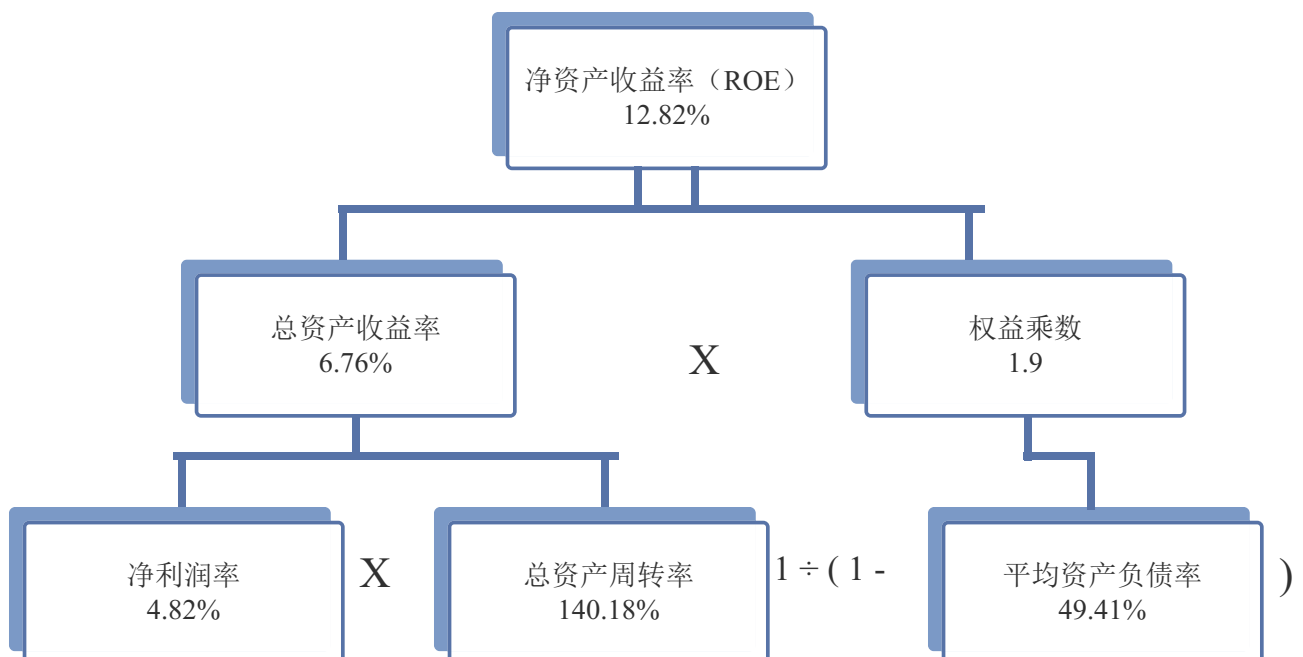 净资产收益率（ROE）
12.82%
总资产收益率
6.76%
X
权益乘数
1.9
净利润率
4.82%
X
总资产周转率
140.18%
1 ÷ ( 1 -
平均资产负债率
49.41%
)